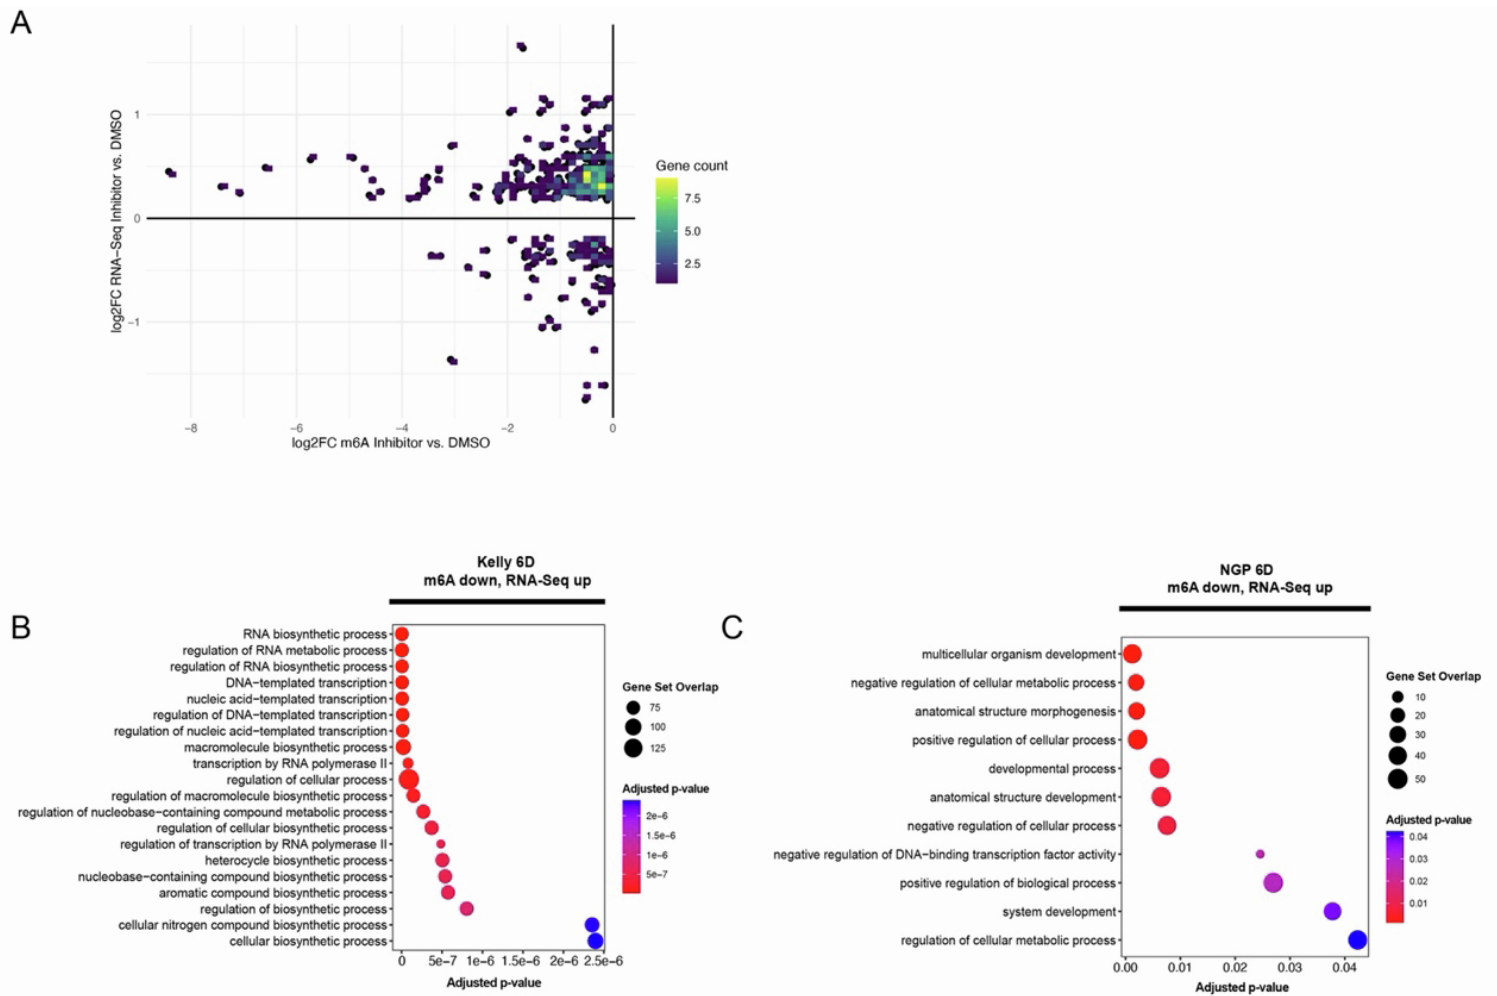 A
log2FC RNA−Seq Inhibitor vs. DMSO
1
0
−1
−8
−6
−4
−2
0
log2FC m6A Inhibitor vs. DMSO
Gene count
7.5
5.0
2.5
B
Kelly 6D
m6A down, RNA-Seq up
RNA biosynthetic process
regulation of RNA metabolic process
regulation of RNA biosynthetic process
DNA−templated transcription
nucleic acid−templated transcription
regulation of DNA−templated transcription
regulation of nucleic acid−templated transcription
macromolecule biosynthetic process
transcription by RNA polymerase II
regulation of cellular process
regulation of macromolecule biosynthetic process
regulation of nucleobase−containing compound metabolic process
regulation of cellular biosynthetic process
regulation of transcription by RNA polymerase II
heterocycle biosynthetic process
nucleobase−containing compound biosynthetic process
aromatic compound biosynthetic process
regulation of biosynthetic process
cellular nitrogen compound biosynthetic process
cellular biosynthetic process
0
5e−7
1e−6
1.5e−6
2e−6
2.5e−6
Adjusted p-value
Gene Set Overlap
75
100
125
Adjusted p-value
2e−6
1.5e−6
1e−6
5e−7
C
NGP 6D
m6A down, RNA-Seq up
multicellular organism development
negative regulation of cellular metabolic process
anatomical structure morphogenesis
positive regulation of cellular process
developmental process
anatomical structure development
negative regulation of cellular process
negative regulation of DNA−binding transcription factor activity
positive regulation of biological process
system development
regulation of cellular metabolic process
0.00
0.01
0.02
0.03
0.04
Adjusted p-value
Gene Set Overlap
10
20
30
40
50
Adjusted p-value
0.04
0.03
0.02
0.01